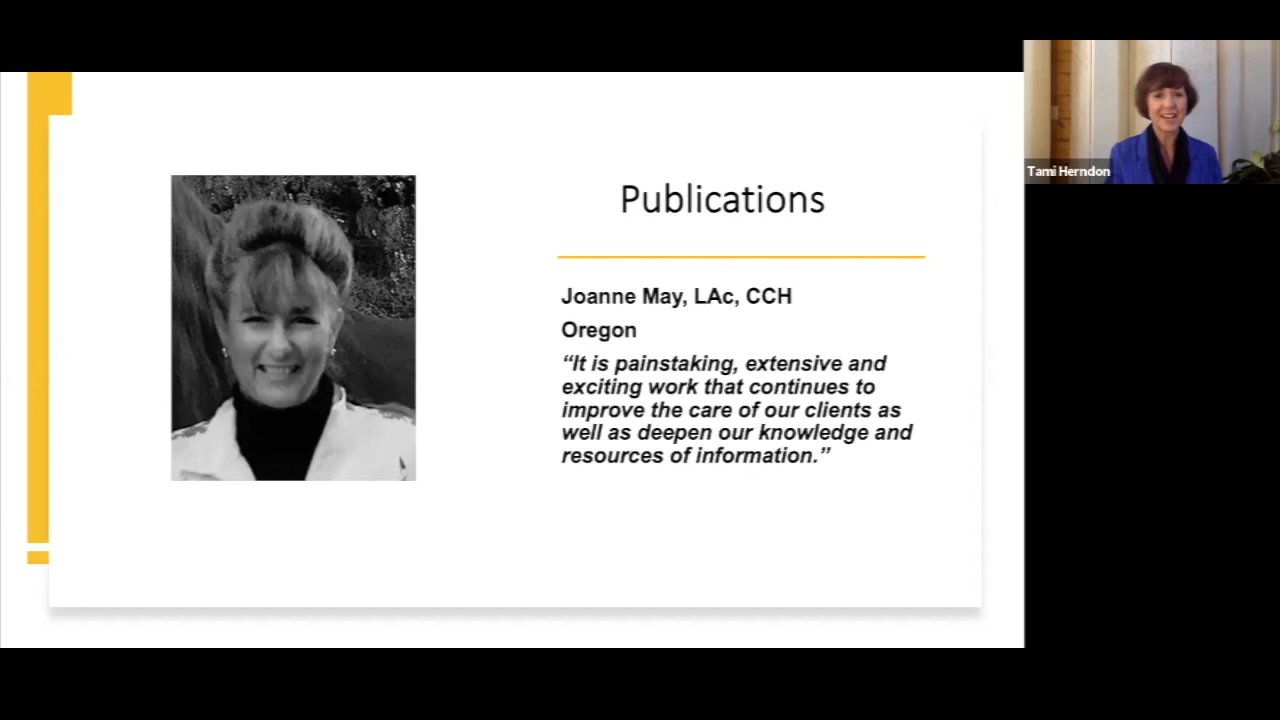 Publications
Joanne May, LAc, CCH
Oregon
“It is painstaking, extensive and
exciting work that continues to
improve the care of our clients as
well as deepen our knowledge and
resources of information.”
Tami Herndon